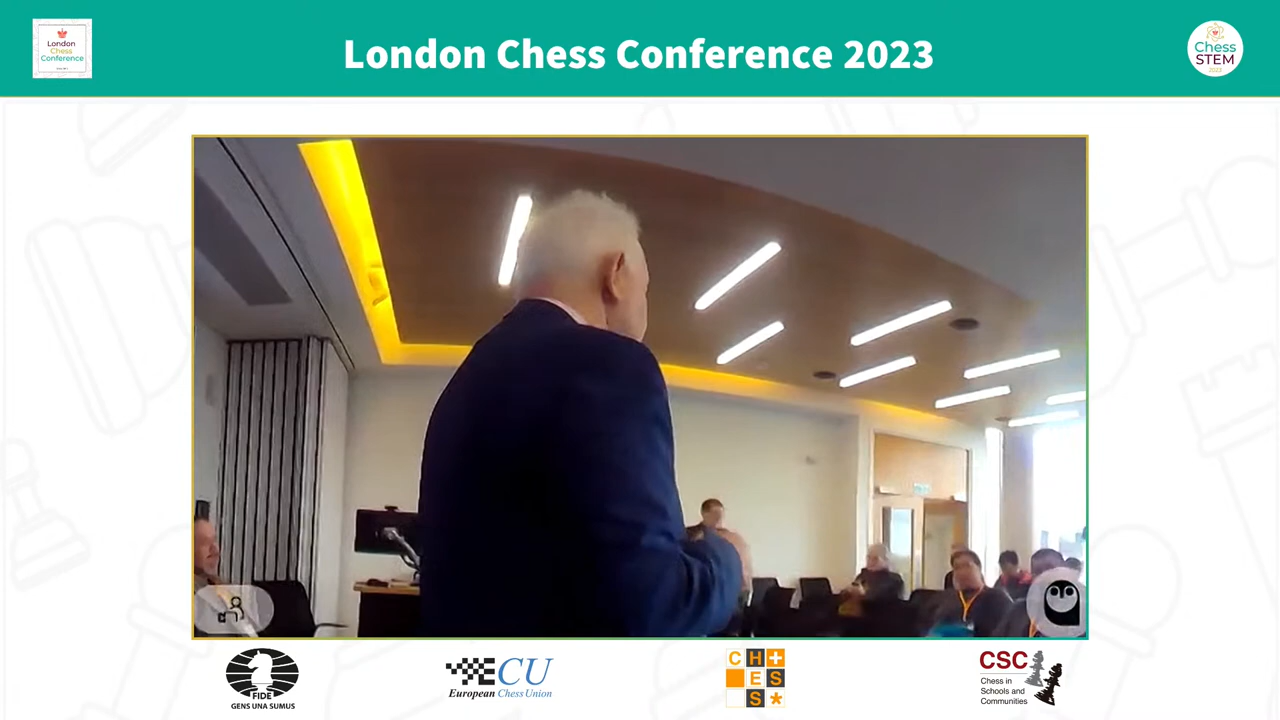 London
Chess
Conference
London Chess Conference 2023
Chess
STEM
2023
FIDE
GENS UNA SUMUS
ECU
European Chess Union
C H +
E S
S *
CSC
Chess in
Schools and
Communities